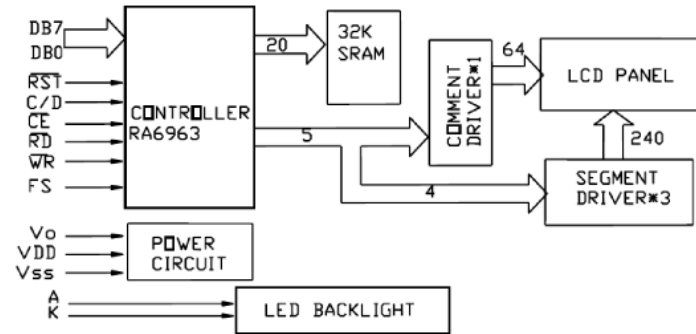 DB7
DB0
RST
C/D
CE
RD
WR
FS
CONTROLLER
RA6963
20
32K
SRAM
5
4
COMMENT
DRIVER*1
64
LCD PANEL
240
SEGMENT
DRIVER*3
Vo
VDD
Vss
POWER
CIRCUIT
A
K
LED BACKLIGHT